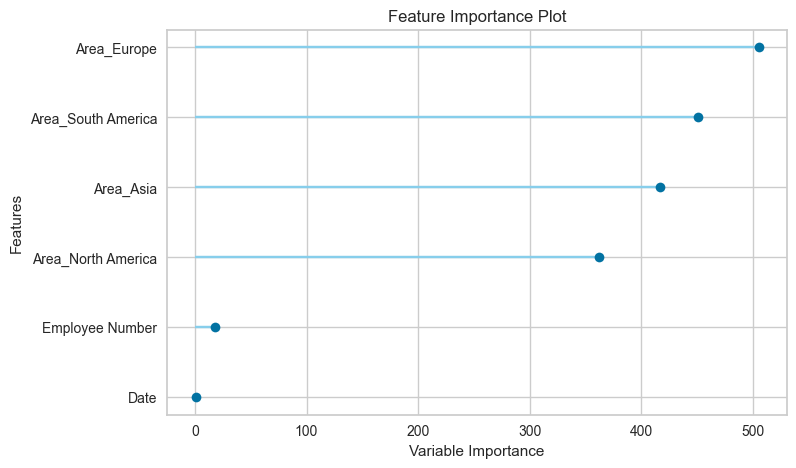 Feature Importance Plot
Area_Europe
Area_South America
Area_Asia
Area_North America
Employee Number
Date
Features
0 100 200 300 400 500
Variable Importance